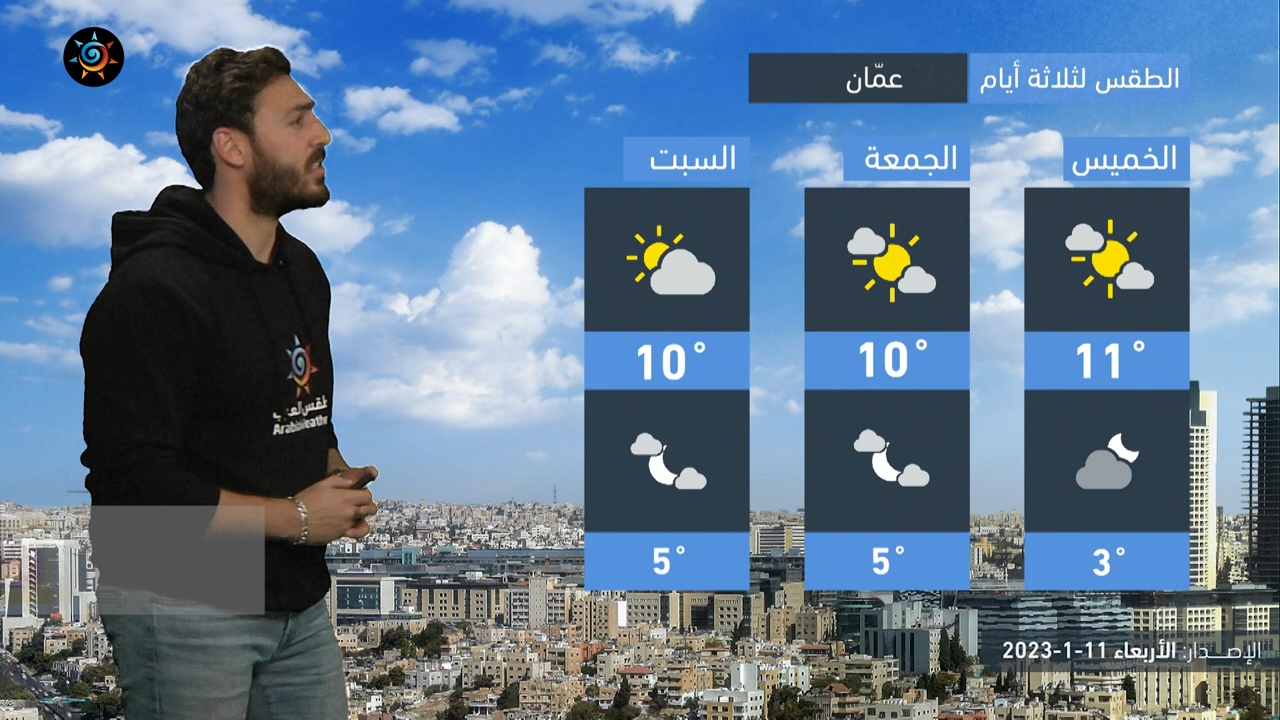 الطقس لثلاثة أيام
عمّان
الخميس
الجمعة
السبت
11°
10°
10°
3°
5°
5°
طقس العرب
ArabiaWeather
الإصـدار: الأربعاء 11-1-2023